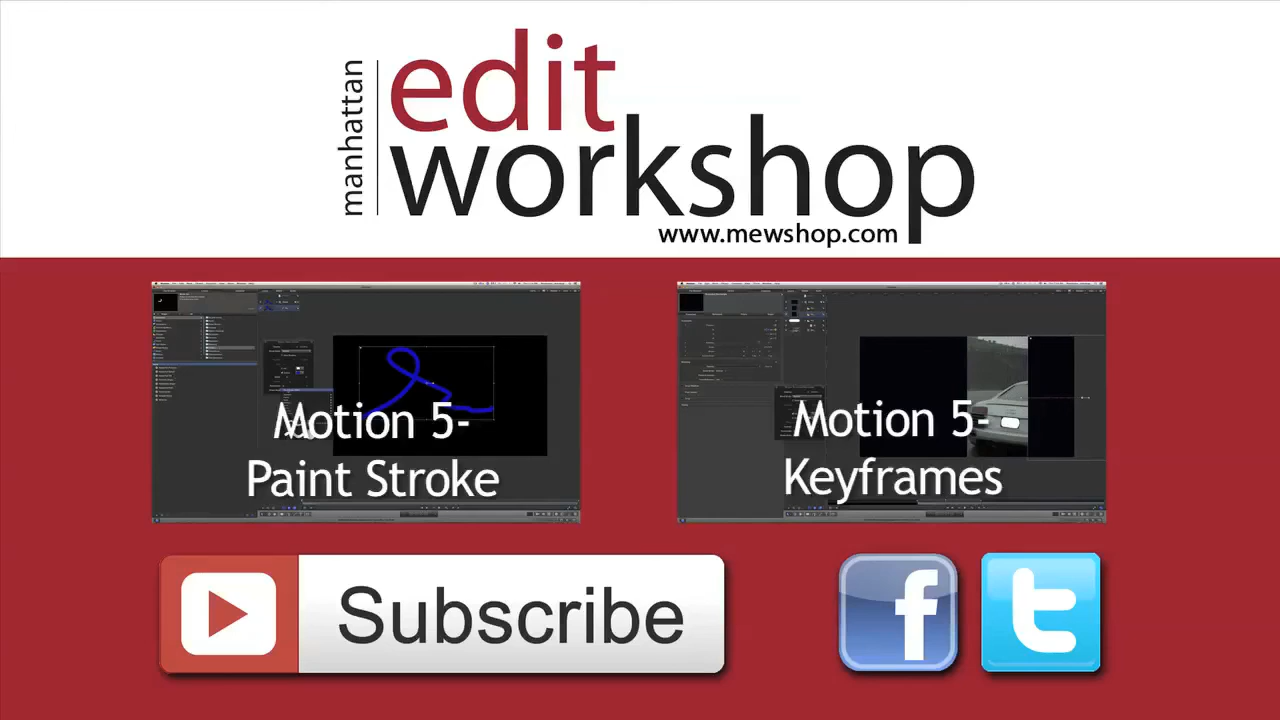 manhattan
edit
workshop
www.mewshop.com
Motion 5-
Paint Stroke
Motion 5-
Keyframes
Subscribe